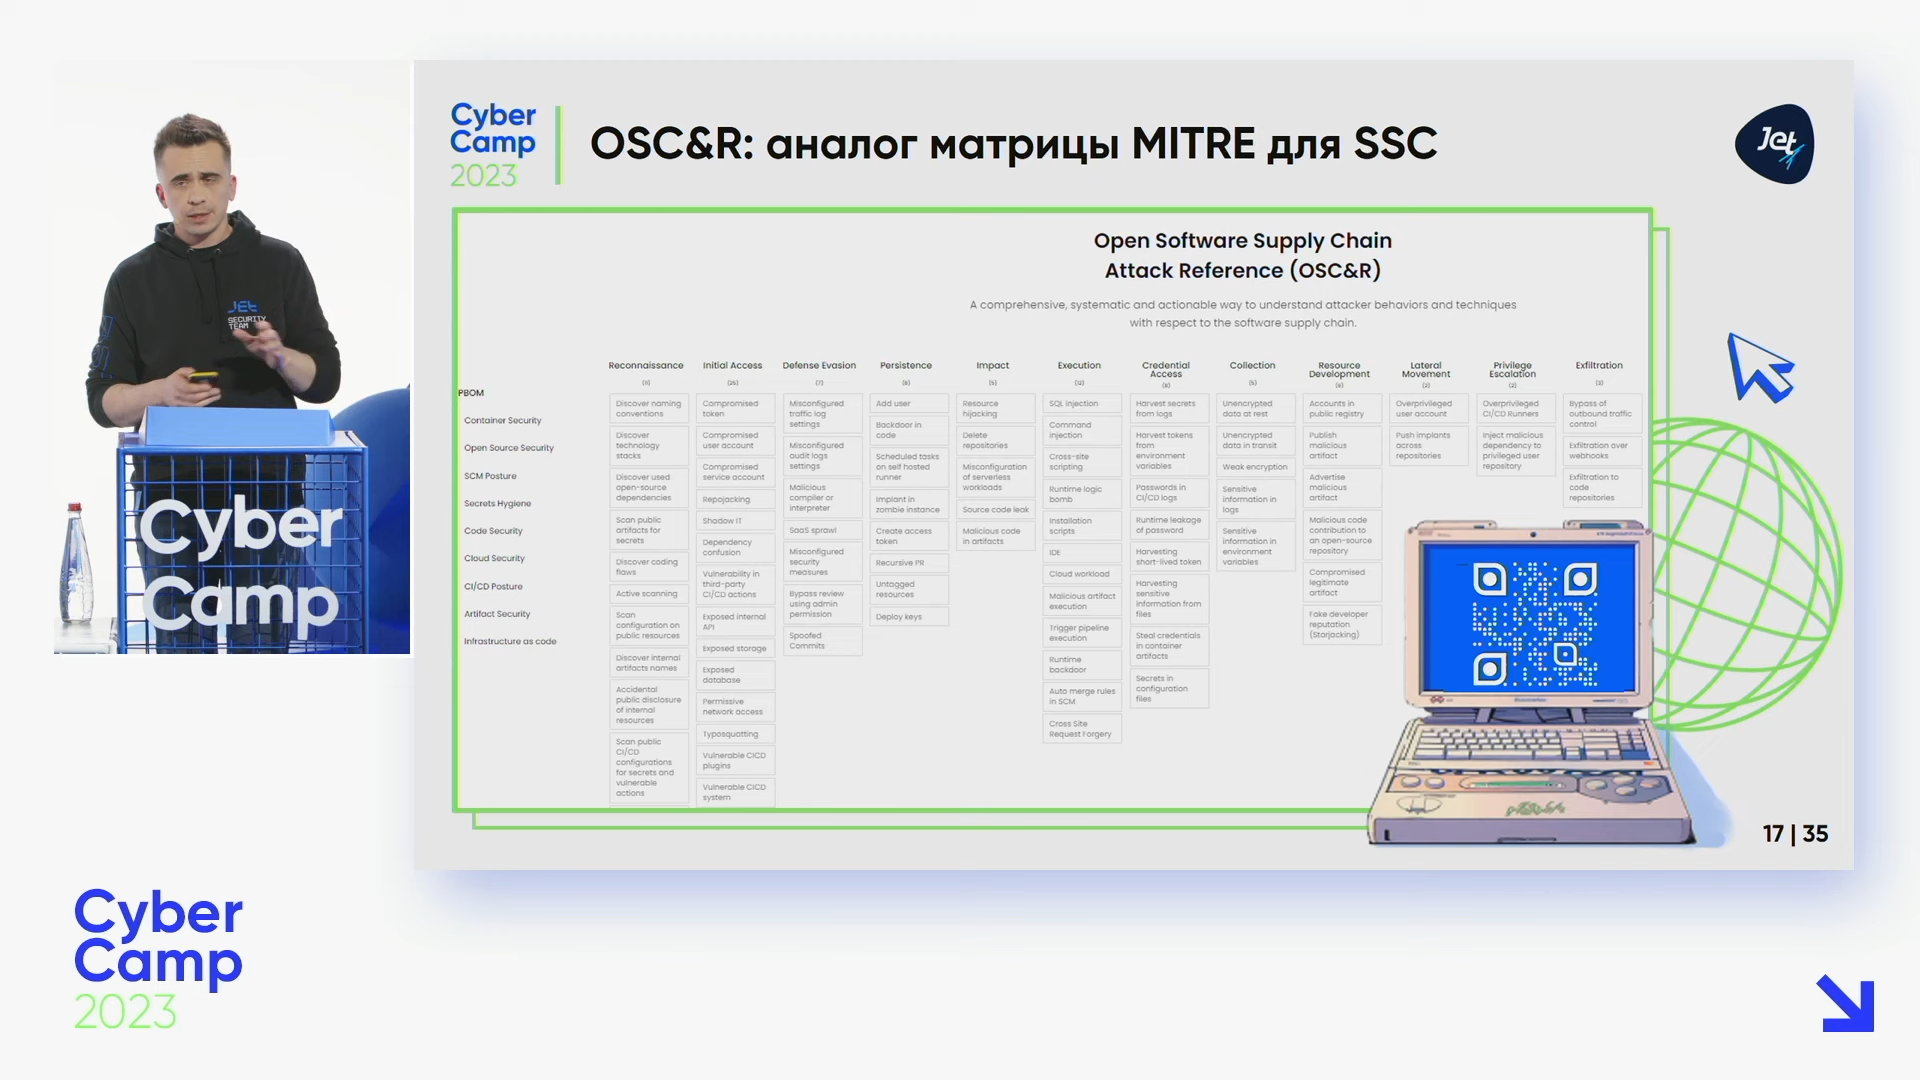 Cyber
Camp
2023
OSC&R: аналог матрицы MITRE для SSC
Jet
Open Software Supply Chain
Attack Reference (OSC&R)
A comprehensive, systematic and actionable way to understand attacker behaviors and techniques
with respect to the software supply chain.
PBOM
Container Security
Open Source Security
SCM Posture
Secrets Hygiene
Code Security
Cloud Security
CI/CD Posture
Artifact Security
Infrastructure as code
Reconnaissance
(11)
Discover naming
conventions
Discover
technology
stacks
Discover used
open-source
dependencies
Scan public
artifacts for
secrets
Discover coding
flaws
Active scanning
Scan
configuration on
public resources
Discover internal
artifacts names
Accidental
public disclosure
of internal
resources
Scan public
CI/CD
configurations
for secrets and
vulnerable
actions
Initial Access
(25)
Compromised
token
Compromised
user account
Compromised
service account
Repojacking
Shadow IT
Dependency
confusion
Vulnerability in
third-party
CI/CD actions
Exposed internal
API
Exposed storage
Exposed
database
Permissive
network access
Typosquatting
Vulnerable CICD
plugins
Vulnerable CICD
system
Defense Evasion
(7)
Misconfigured
traffic log
settings
Misconfigured
audit logs
settings
Malicious
compiler or
interpreter
SaaS sprawl
Misconfigured
security
measures
Bypass review
using admin
permission
Spoofed
Commits
Persistence
(8)
Add user
Backdoor in
code
Scheduled tasks
on self hosted
runner
Implant in
zombie instance
Create access
token
Recursive PR
Untagged
resources
Deploy keys
Impact
(5)
Resource
hijacking
Delete
repositories
Misconfiguration
of serverless
workloads
Source code leak
Malicious code
in artifacts
Execution
(12)
SQL injection
Command
injection
Cross-site
scripting
Runtime logic
bomb
Installation
scripts
IDE
Cloud workload
Malicious artifact
execution
Trigger pipeline
execution
Runtime
backdoor
Auto merge rules
in SCM
Cross Site
Request Forgery
Credential
Access
(8)
Harvest secrets
from logs
Harvest tokens
from
environment
variables
Passwords in
CI/CD logs
Runtime leakage
of password
Harvesting
short-lived token
Harvesting
sensitive
information from
files
Steal credentials
in container
artifacts
Secrets in
configuration
files
Collection
(5)
Unencrypted
data at rest
Unencrypted
data in transit
Weak encryption
Sensitive
information in
logs
Sensitive
information in
environment
variables
Resource
Development
(6)
Accounts in
public registry
Publish
malicious
artifact
Advertise
malicious
artifact
Malicious code
contribution to
an open-source
repository
Compromised
legitimate
artifact
Fake developer
reputation
(Starjacking)
Lateral
Movement
(2)
Overprivileged
user account
Push implants
across
repositories
Privilege
Escalation
(2)
Overprivileged
CI/CD Runners
Inject malicious
dependency to
privileged user
repository
Exfiltration
(3)
Bypass of
outbound traffic
control
Exfiltration over
webhooks
Exfiltration to
code
repositories
17 | 35
JET
SECURITY
TEAM
Cyber
Camp
Cyber
Camp
2023